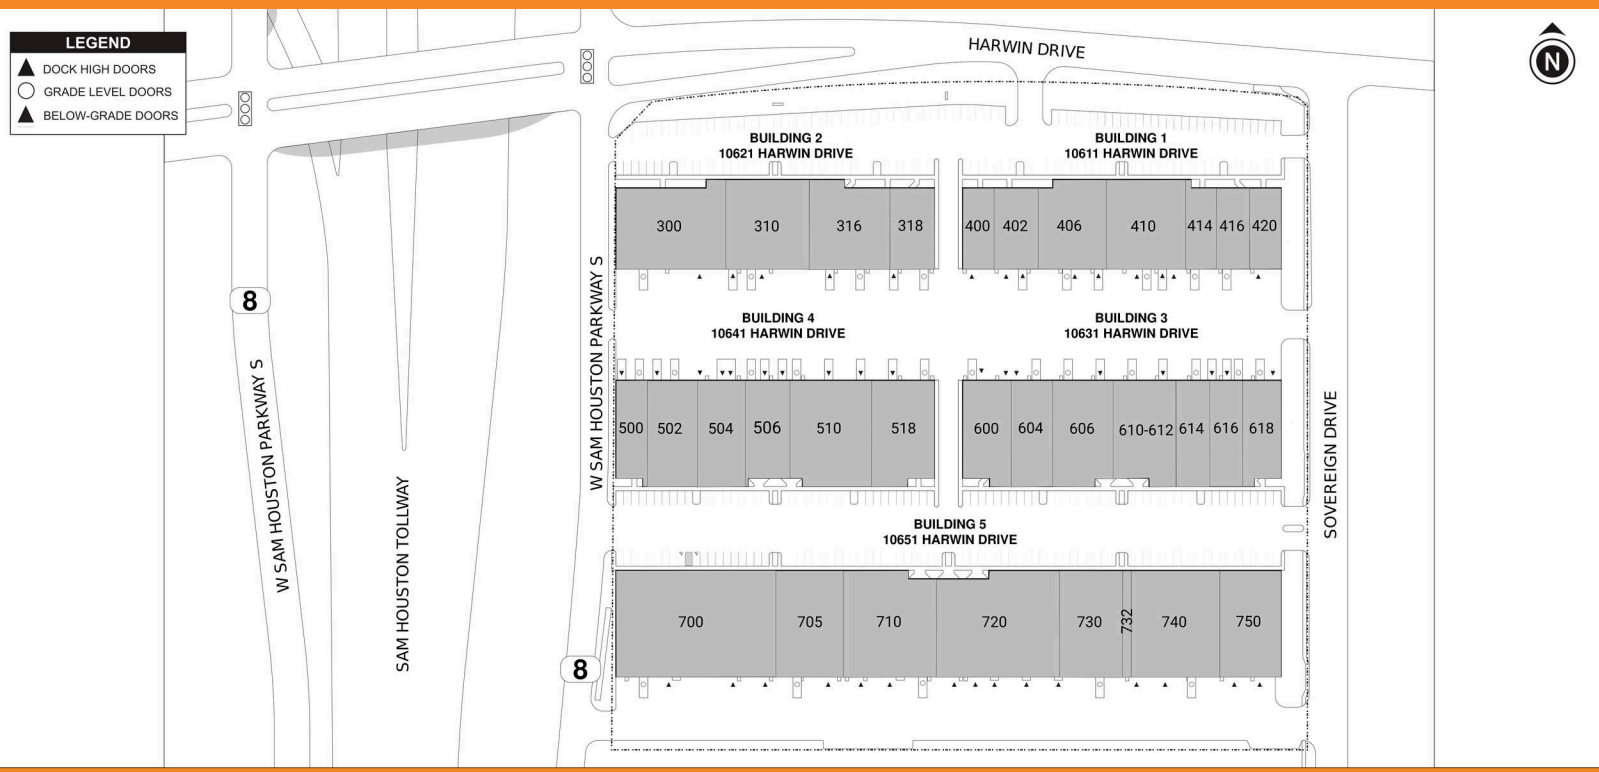 LEGEND
DOCK HIGH DOORS
GRADE LEVEL DOORS
BELOW-GRADE DOORS
HARWIN DRIVE
N
BUILDING 2
10621 HARWIN DRIVE
BUILDING 1
10611 HARWIN DRIVE
300
310
316
318
400
402
406
410
414
416
420
8
W SAM HOUSTON PARKWAY S
BUILDING 4
10641 HARWIN DRIVE
BUILDING 3
10631 HARWIN DRIVE
W SAM HOUSTON PARKWAY S
500
502
504
506
510
518
600
604
606
610-612
614
616
618
SAM HOUSTON TOLLWAY
SOVEREIGN DRIVE
BUILDING 5
10651 HARWIN DRIVE
700
705
710
720
730
732
740
750
8